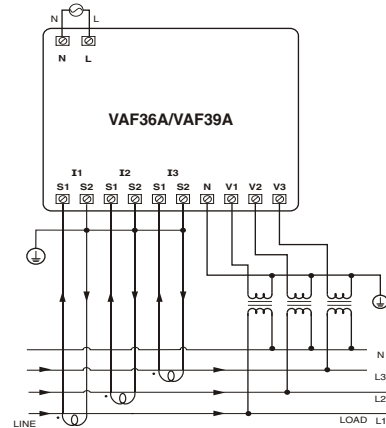 N L
N L
VAF36A/VAF39A
I1 I2 I3
S1 S2 S1 S2 S1 S2 N V1 V2 V3
N
L3
L2
LINE LOAD L1